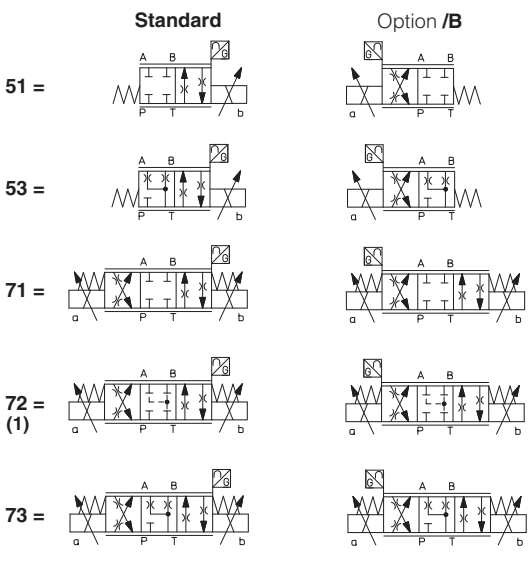 Standard Option /B
A B G A B
51 =
P T b a P T
A B G A B
53 =
P T b a P T
A B G A B
71 =
a P T b a P T b
A B G A B
72 =
(1)
a P T b a P T b
A B G A B
73 =
a P T b a P T b